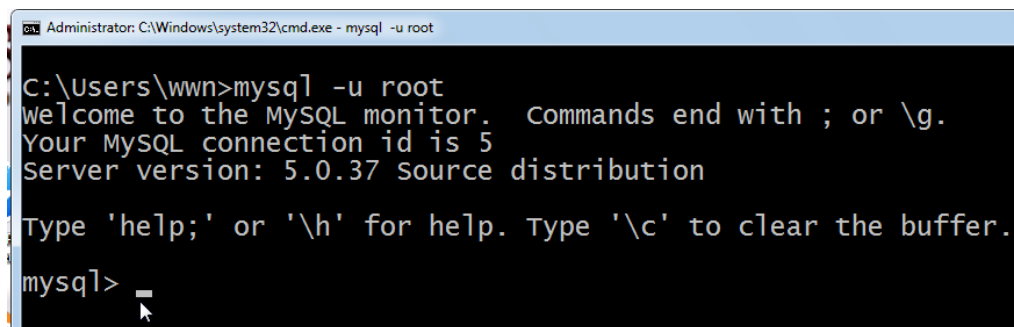 Administrator: C:\Windows\system32\cmd.exe - mysql -u root
C:\Users\wwn>mysql -u root
Welcome to the MySQL monitor.  Commands end with ; or \g.
Your MySQL connection id is 5
Server version: 5.0.37 Source distribution
Type 'help;' or '\h' for help. Type '\c' to clear the buffer.
mysql>